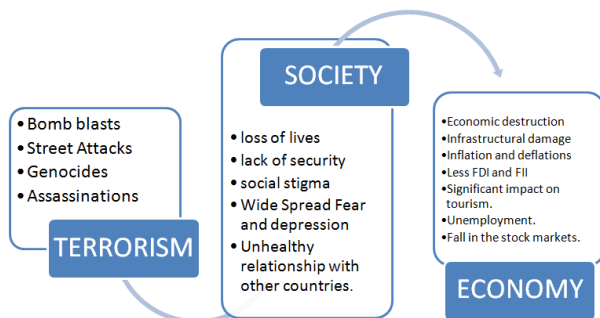 • Bomb blasts
• Street Attacks
• Genocides
• Assassinations
TERRORISM
SOCIETY
• loss of lives
• lack of security
• social stigma
• Wide Spread Fear
and depression
• Unhealthy
relationship with
other countries.
• Economic destruction
• Infrastructural damage
• Inflation and deflations
• Less FDI and FII
• Significant impact on
tourism.
• Unemployment.
• Fall in the stock markets.
ECONOMY